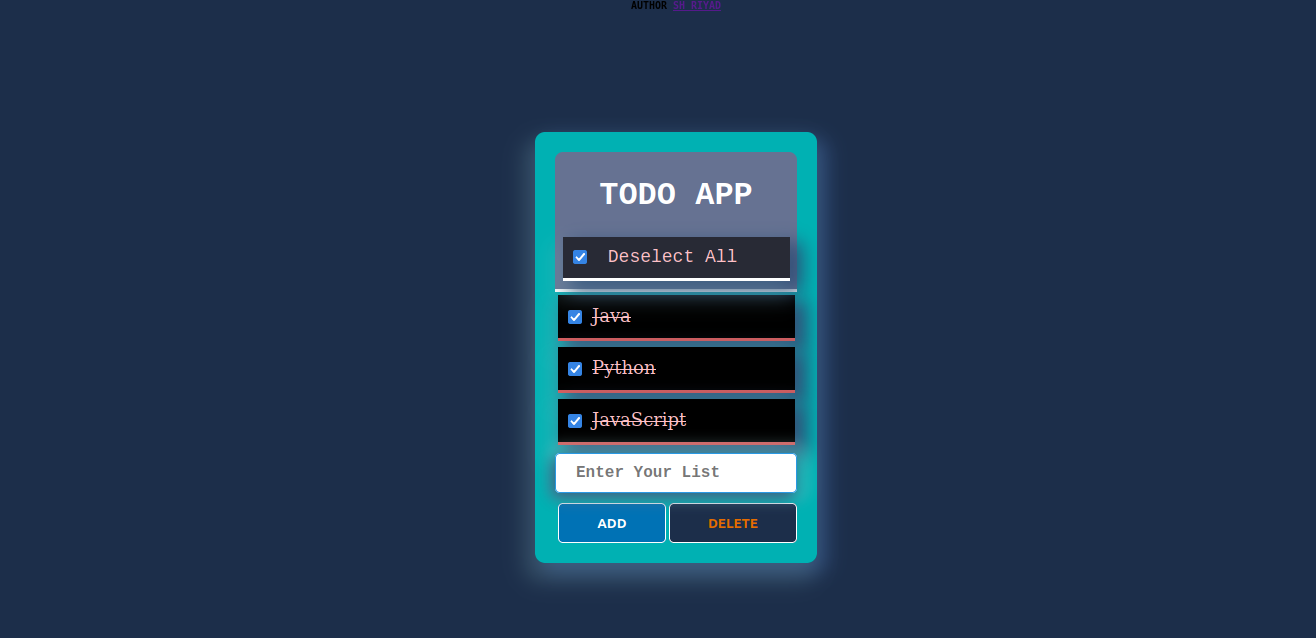 AUTHOR SH RIYAD
TODO APP
Deselect All
Java
Python
JavaScript
Enter Your List
ADD DELETE